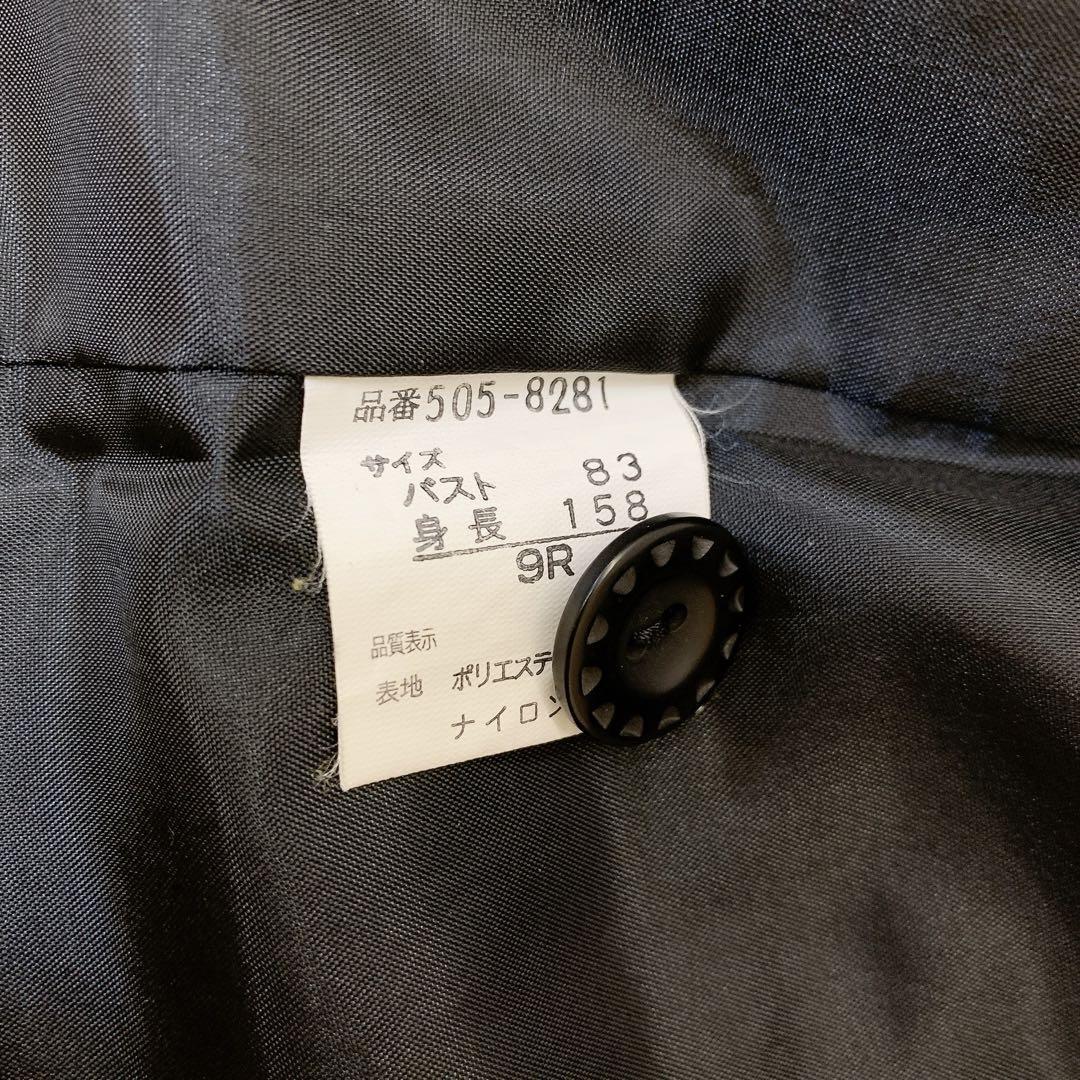 品番505-8281
サイズ
バスト 83
身長 158
9R
品質表示
表地 ポリエステ
ナイロン